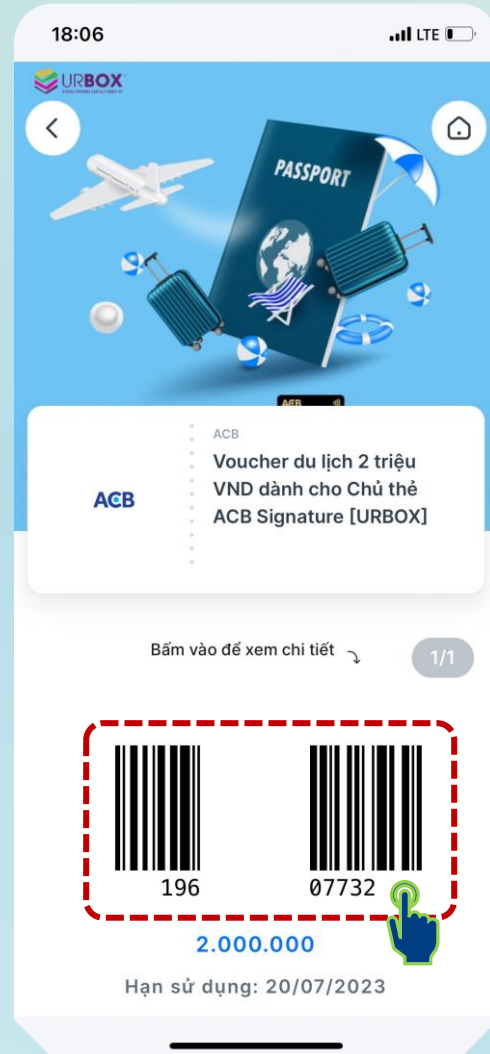 18:06
LTE
URBOX
PASSPORT
ACB
ACB
Voucher du lịch 2 triệu
VND dành cho Chủ thẻ
ACB Signature [URBOX]
ACB
Bấm vào để xem chi tiết
1/1
196 07732
2.000.000
Hạn sử dụng: 20/07/2023